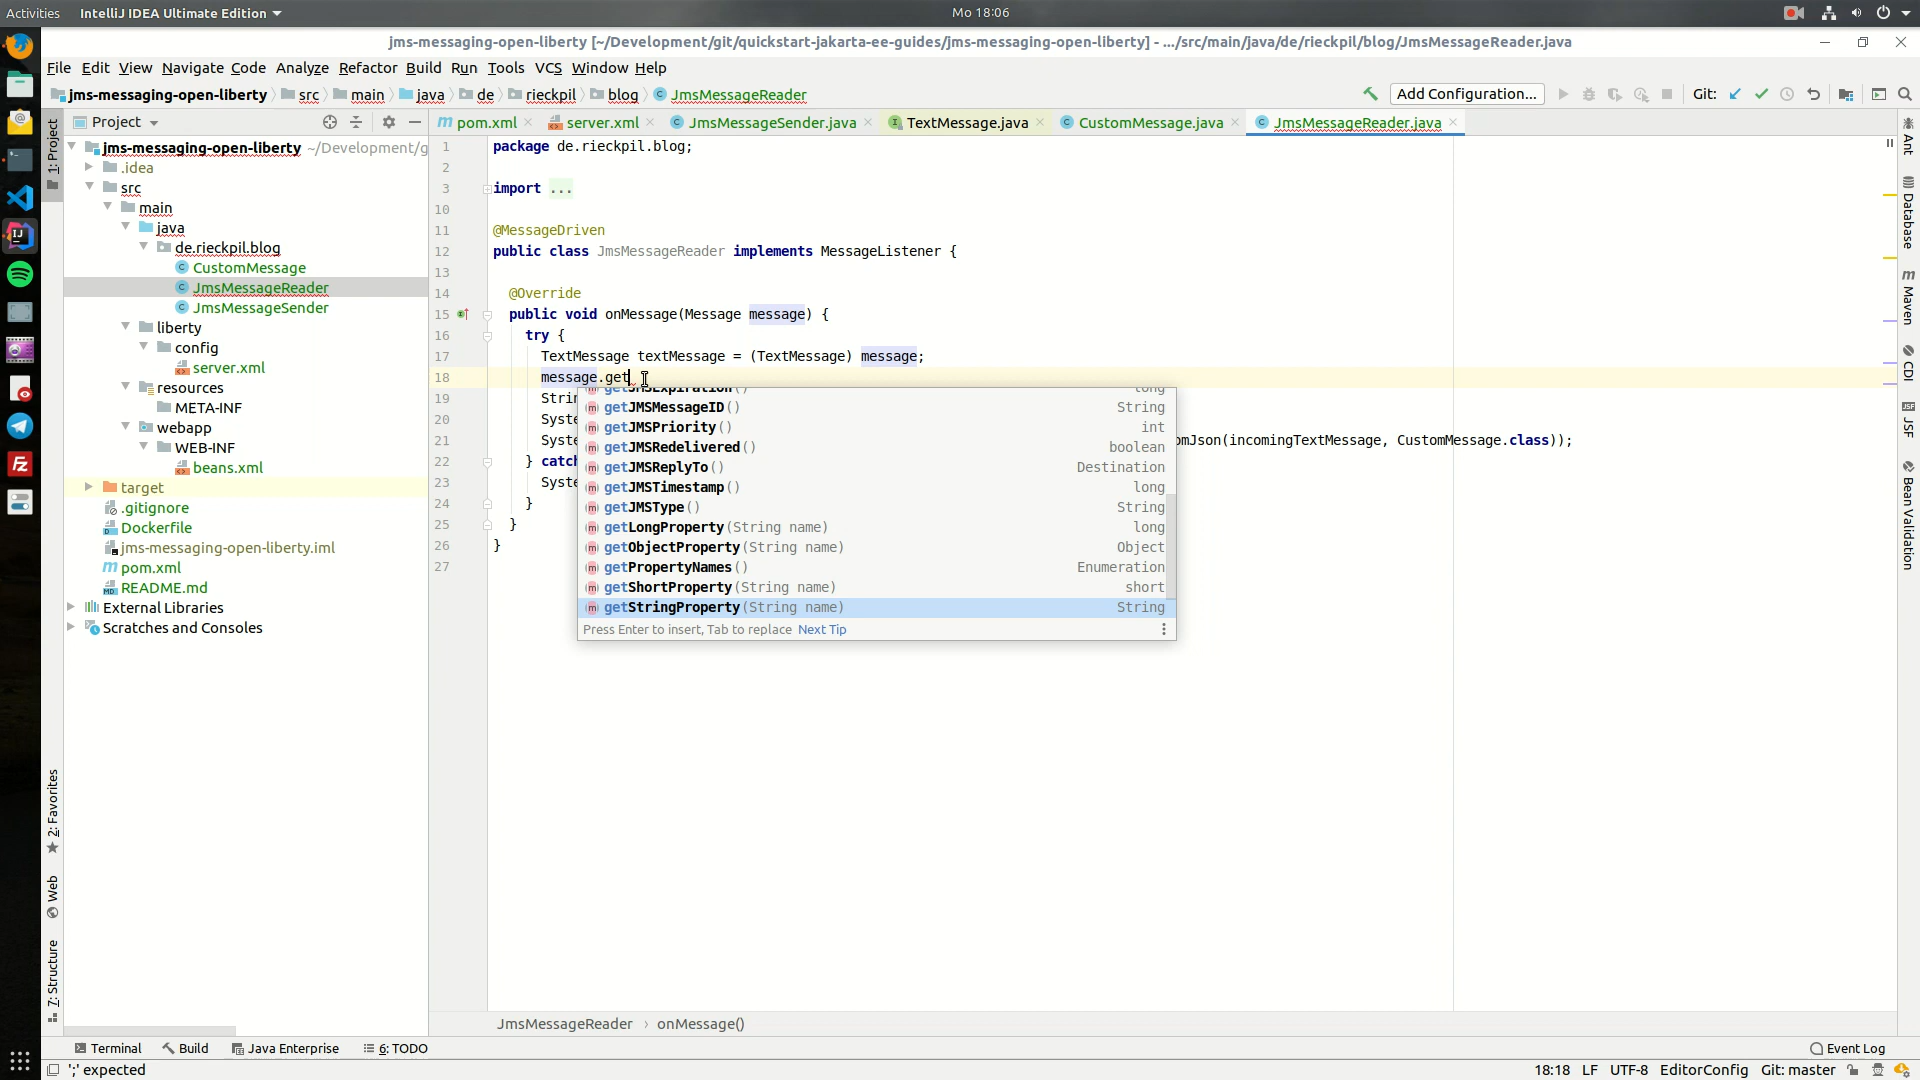 Activities IntelliJ IDEA Ultimate Edition Mo 18:06
jms-messaging-open-liberty [~/Development/git/quickstart-jakarta-ee-guides/jms-messaging-open-liberty] - .../src/main/java/de/rieckpil/blog/JmsMessageReader.java
File Edit View Navigate Code Analyze Refactor Build Run Tools VCS Window Help
jms-messaging-open-liberty src main java de rieckpil blog JmsMessageReader Add Configuration... Git:
Project
pom.xml server.xml JmsMessageSender.java TextMessage.java CustomMessage.java JmsMessageReader.java
jms-messaging-open-liberty ~/Development/g
.idea
src
main
java
de.rieckpil.blog
CustomMessage
JmsMessageReader
JmsMessageSender
liberty
config
server.xml
resources
META-INF
webapp
WEB-INF
beans.xml
target
.gitignore
Dockerfile
jms-messaging-open-liberty.iml
pom.xml
README.md
External Libraries
Scratches and Consoles
1: Project
2: Favorites
Web
7: Structure
1 package de.rieckpil.blog;
2
3 import ...
10
11 @MessageDriven
12 public class JmsMessageReader implements MessageListener {
13
14 @Override
15 public void onMessage(Message message) {
16 try {
17 TextMessage textMessage = (TextMessage) message;
18 message.get
19 Strin
20 Syste
21 Syste omJson(incomingTextMessage, CustomMessage.class));
22 } catch
23 Syste
24 }
25 }
26 }
27
getJMSExpiration() long
getJMSMessageID() String
getJMSPriority() int
getJMSRedelivered() boolean
getJMSReplyTo() Destination
getJMSTimestamp() long
getJMSType() String
getLongProperty(String name) long
getObjectProperty(String name) Object
getPropertyNames() Enumeration
getShortProperty(String name) short
getStringProperty(String name) String
Press Enter to insert, Tab to replace Next Tip
Ant
Database
Maven
CDI
JSF
Bean Validation
JmsMessageReader › onMessage()
Terminal Build Java Enterprise 6: TODO Event Log
';' expected 18:18 LF UTF-8 EditorConfig Git: master